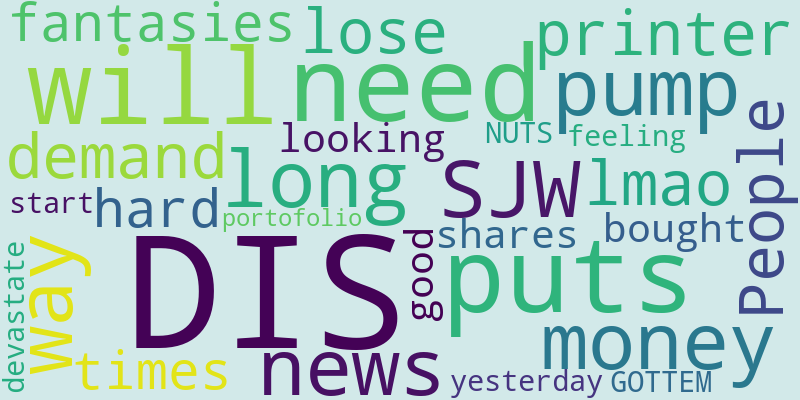 fantasies
lose
printer
will
need
pump
People
looking
NUTS
feeling
demand
long
SJW
lmao
start
hard
portofolio
shares
bought
devastate
way
DIS
good
puts
times
news
money
yesterday
GOTTEM